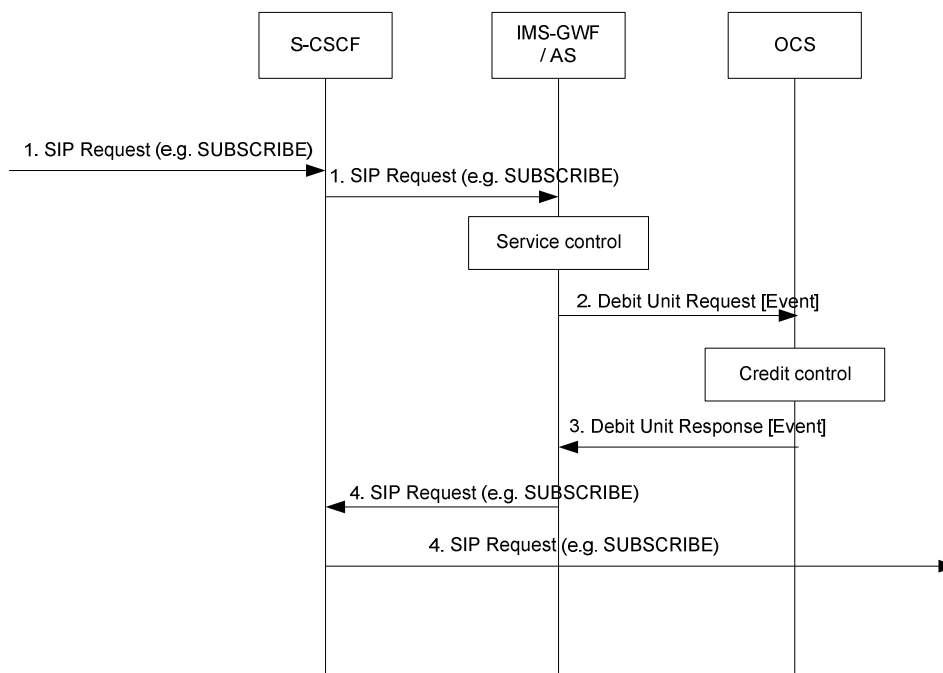 S-CSCF
IMS-GWF
/ AS
OCS
1. SIP Request (e.g. SUBSCRIBE)
1. SIP Request (e.g. SUBSCRIBE)
Service control
2. Debit Unit Request [Event]
Credit control
3. Debit Unit Response [Event]
4. SIP Request (e.g. SUBSCRIBE)
4. SIP Request (e.g. SUBSCRIBE)